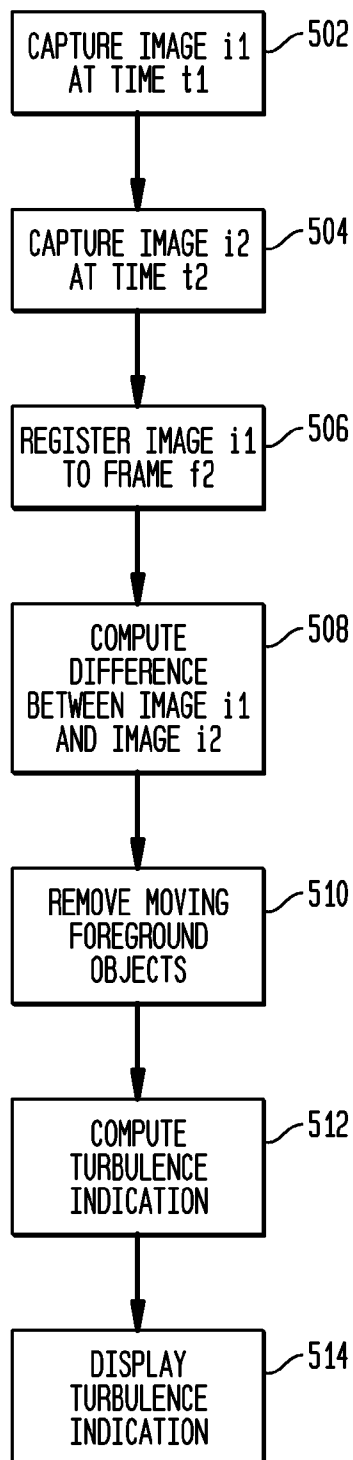 CAPTURE IMAGE i1
AT TIME t1
502
CAPTURE IMAGE i2
AT TIME t2
504
REGISTER IMAGE i1
TO FRAME f2
506
COMPUTE
DIFFERENCE
BETWEEN IMAGE i1
AND IMAGE i2
508
REMOVE MOVING
FOREGROUND
OBJECTS
510
COMPUTE
TURBULENCE
INDICATION
512
DISPLAY
TURBULENCE
INDICATION
514